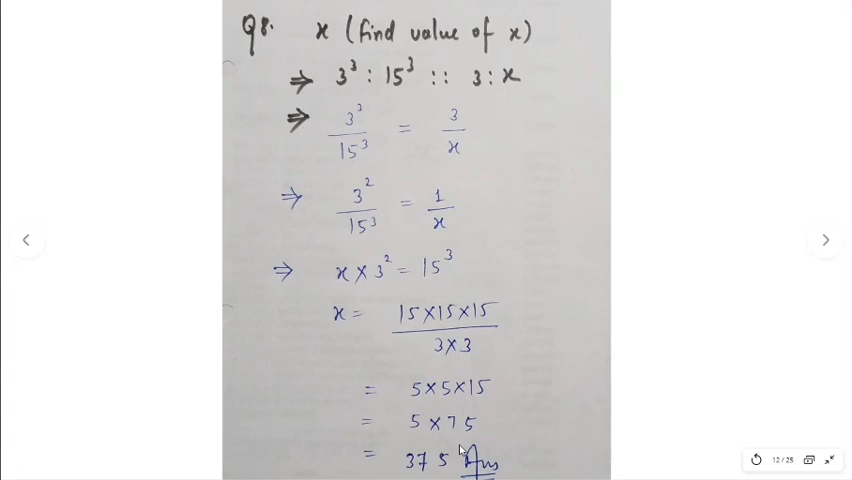 Q8. x (find value of x)
⇒ 3³ : 15³ :: 3 : x
⇒ 3³/15³ = 3/x
⇒ 3²/15³ = 1/x
⇒ x × 3² = 15³
x = 15×15×15/3×3
= 5×5×15
= 5×75
= 375 Ans
12 / 25